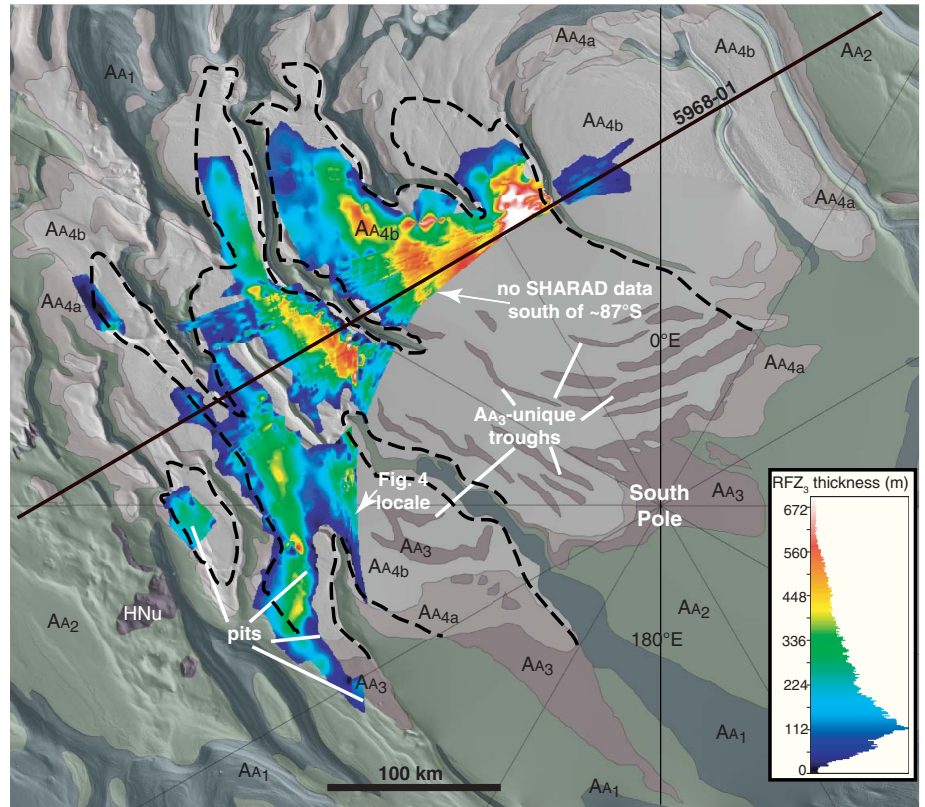 AA4a
AA4b
AA2
AA1
5968-01
AA4b
AA4a
AA4b
AA4b
AA4a
no SHARAD data
south of ~87°S
0°E
AA4a
AA3-unique
troughs
Fig. 4
locale
South
Pole
AA3
RFZ3 thickness (m)
672
560
448
336
224
112
0
AA3
AA4b
HNu
AA2
AA4a
AA2
pits
180°E
AA3
AA3
AA1
AA1
100 km
AA1